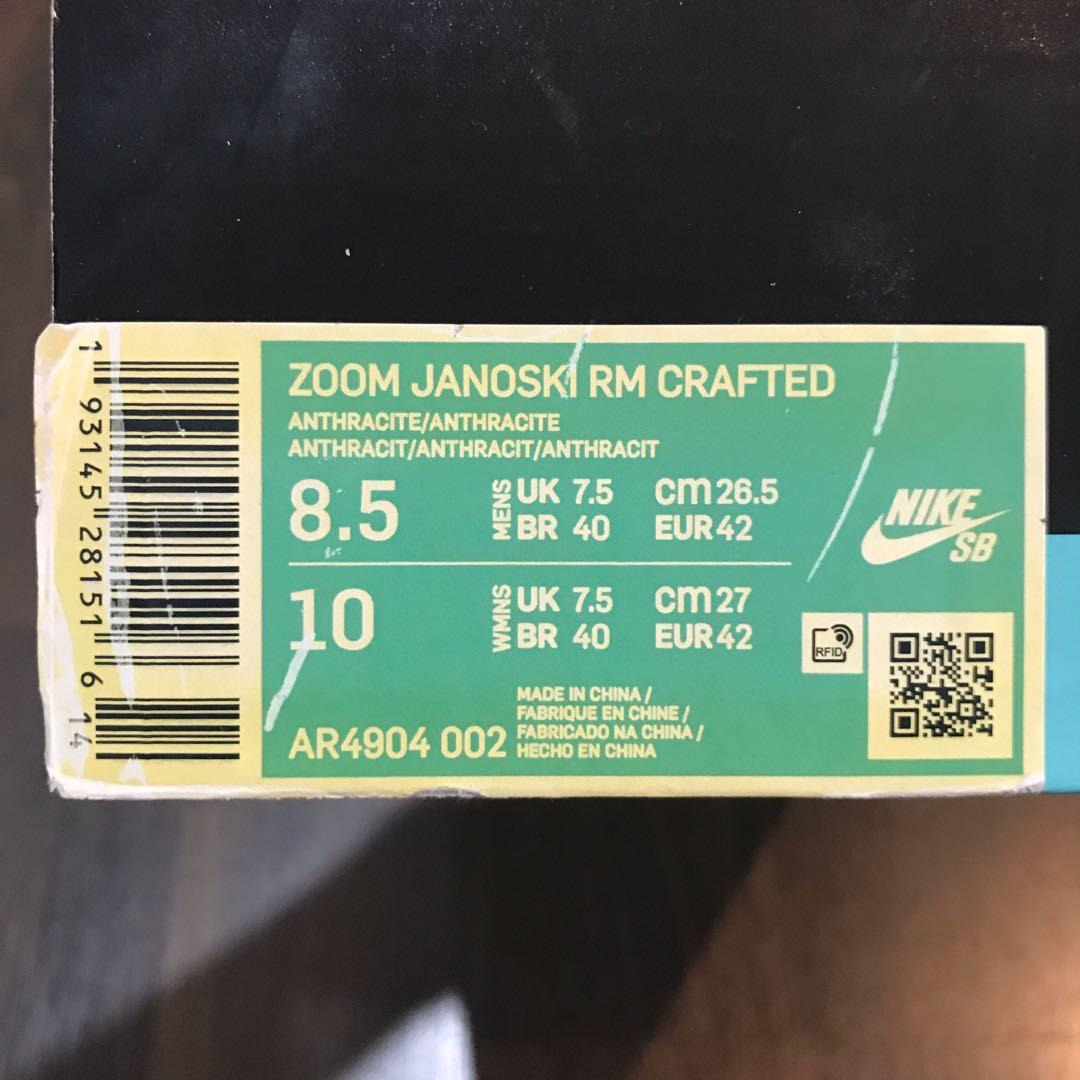 1 93145 28151 6 14
ZOOM JANOSKI RM CRAFTED
ANTHRACITE/ANTHRACITE
ANTHRACIT/ANTHRACIT/ANTHRACIT
8.5 MENS UK 7.5 cm 26.5
BR 40 EUR 42
10 WMNS UK 7.5 cm 27
BR 40 EUR 42
NIKE
SB
RFID
AR4904 002
MADE IN CHINA /
FABRIQUE EN CHINE /
FABRICADO NA CHINA /
HECHO EN CHINA